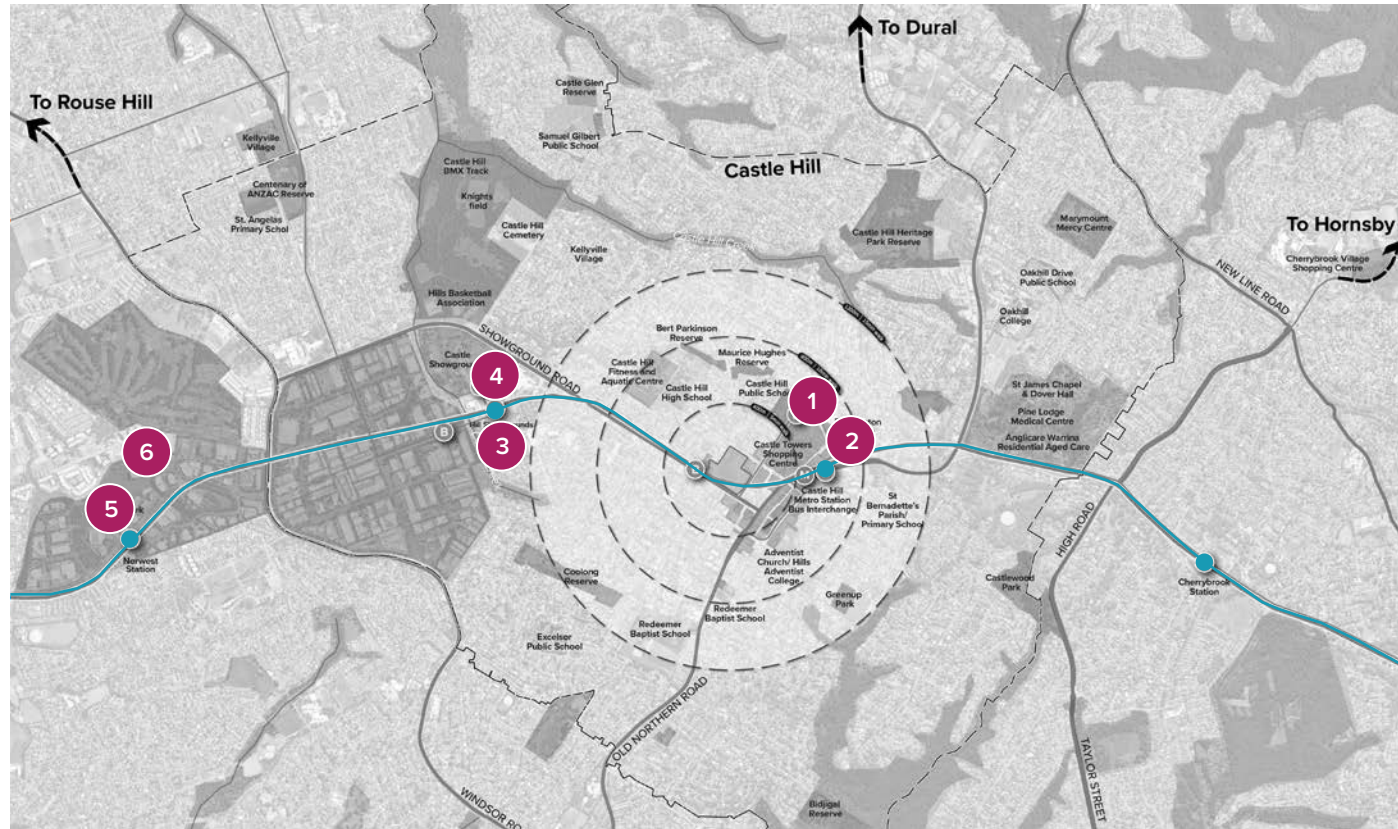 To Dural
To Rouse Hill
Castle Glen
Reserve
Samuel Gilbert
Public School
Kellyville
Village
Castle Hill
BMX Track
Castle Hill
Centenary of
ANZAC Reserve
Knights
field
St. Angelas
Primary Schol
Castle Hill
Cemetery
Kellyville
Village
Castle Hill Heritage
Park Reserve
Marymount
Mercy Centre
To Hornsby
Cherrybrook Village
Shopping Centre
NEW LINE ROAD
Oakhill Drive
Public School
Oakhill
College
Hills Basketball
Association
SHOWGROUND ROAD
Bert Parkinson
Reserve
Maurice Hughes
Reserve
Castle Hill
Fitness and
Aquatic Centre
Castle Hill
High School
Castle Hill
Public
Castle
4
1
St James Chapel
& Dover Hall
Pine Lodge
Medical Centre
Anglicare Warrina
Residential Aged Care
B
3
2
Castle Towers
Shopping
Centre
6
5
Norwest
Station
Castle Hill
Metro Station
Bus Interchange
St
Bernadette's
Parish/
Primary School
HIGH ROAD
Cherrybrook
Station
Adventist
Church/ Hills
Adventist
College
Coolong
Reserve
Castlewood
Park
Greenup
Park
Redeemer
Baptist School
Redeemer
Baptist School
Excelsor
Public School
OLD NORTHERN ROAD
TAYLOR STREET
WINDSOR
Bidjigal
Reserve